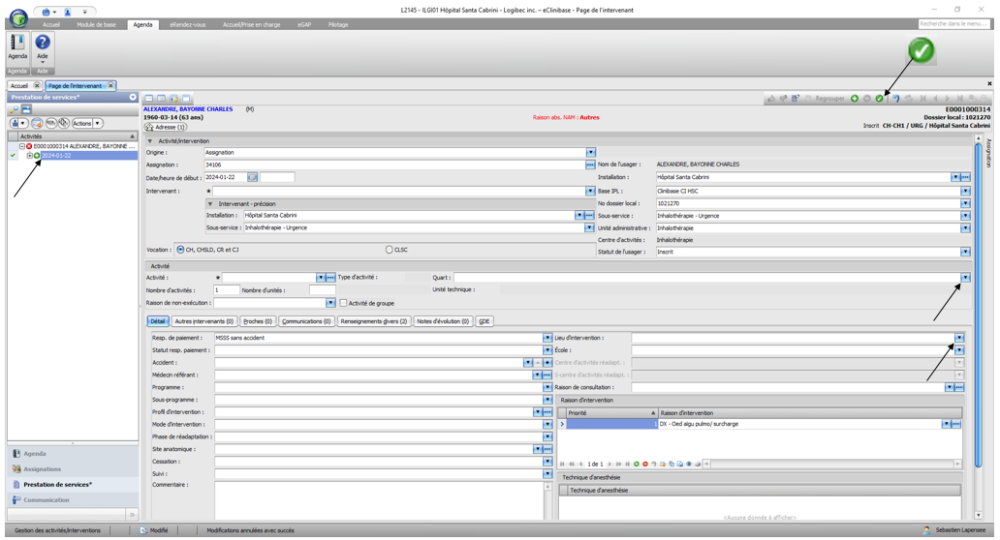 L2145 - ILGI01 Hôpital Santa Cabrini - Logibec inc. – eClinibase - Page de l'intervenant
Accueil Module de base Agenda eRendez-vous Accueil/Prise en charge eGAP Pilotage
Recherche dans le menu...
Agenda Aide
Agenda Aide
Accueil Page de l'intervenant
Prestation de services*
Regrouper
ALEXANDRE, BAYONNE CHARLES (M)
E0001000314
1960-03-14 (63 ans)
Raison abs. NAM : Autres
Dossier local : 1021270
Adresse (1)
Inscrit CH-CH1 / URG / Hôpital Santa Cabrini
Actions
Activités
E0001000314 ALEXANDRE, BAYONNE ...
2024-01-22
Assignation
Activité/intervention
Origine : Assignation
Assignation : 34106
Nom de l'usager : ALEXANDRE, BAYONNE CHARLES
Date/heure de début : 2024-01-22
Installation : Hôpital Santa Cabrini
Intervenant : *
Base IPL : Clinibase CI HSC
Intervenant - précision
No dossier local : 1021270
Installation : Hôpital Santa Cabrini
Sous-service : Inhalothérapie - Urgence
Sous-service : Inhalothérapie - Urgence
Unité administrative : Inhalothérapie
Centre d'activités : Inhalothérapie
Vocation : CH, CHSLD, CR et CJ CLSC
Statut de l'usager : Inscrit
Activité
Activité : * Type d'activité : Quart :
Nombre d'activités : 1 Nombre d'unités : Unité technique :
Raison de non-exécution : Activité de groupe
Détail Autres intervenants (0) Proches (0) Communications (0) Renseignements divers (2) Notes d'évolution (0) GDE
Resp. de paiement : MSSS sans accident
Lieu d'intervention :
Statut resp. paiement :
École :
Accident :
Centre d'activités réadapt. :
Médecin référant :
S-centre d'activités réadapt. :
Programme :
Raison de consultation :
Sous-programme :
Raison d'intervention
Profil d'intervention :
Priorité Raison d'intervention
Mode d'intervention :
1 DX - Oed aigu pulmo/ surcharge
Phase de réadaptation :
Site anatomique :
Cessation :
1 de 1
Suivi :
Technique d'anesthésie
Commentaire :
Technique d'anesthésie
<Aucune donnés à afficher>
Agenda
Assignations
Prestation de services*
Communication
Gestion des activités/interventions Modifié Modifications annulées avec succès Sebastien Lapensee